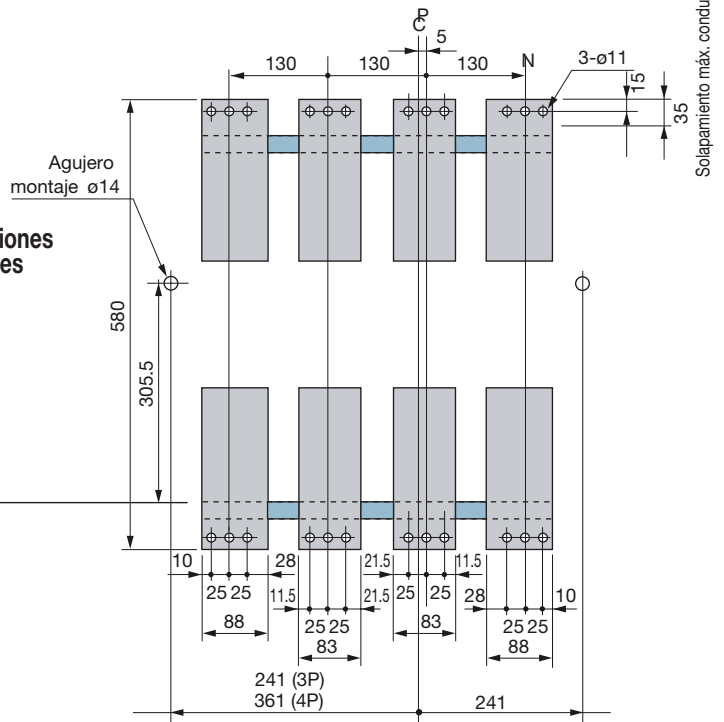 C P
5
130
130
130
N
3-ø11
15
35
Solapamiento máx. condu
Agujero
montaje ø14
iones
es
580
305.5
10
28
21.5
11.5
25 25
11.5
21.5
25
25
28
10
88
25 25
83
25 25
83
88
241 (3P)
361 (4P)
241